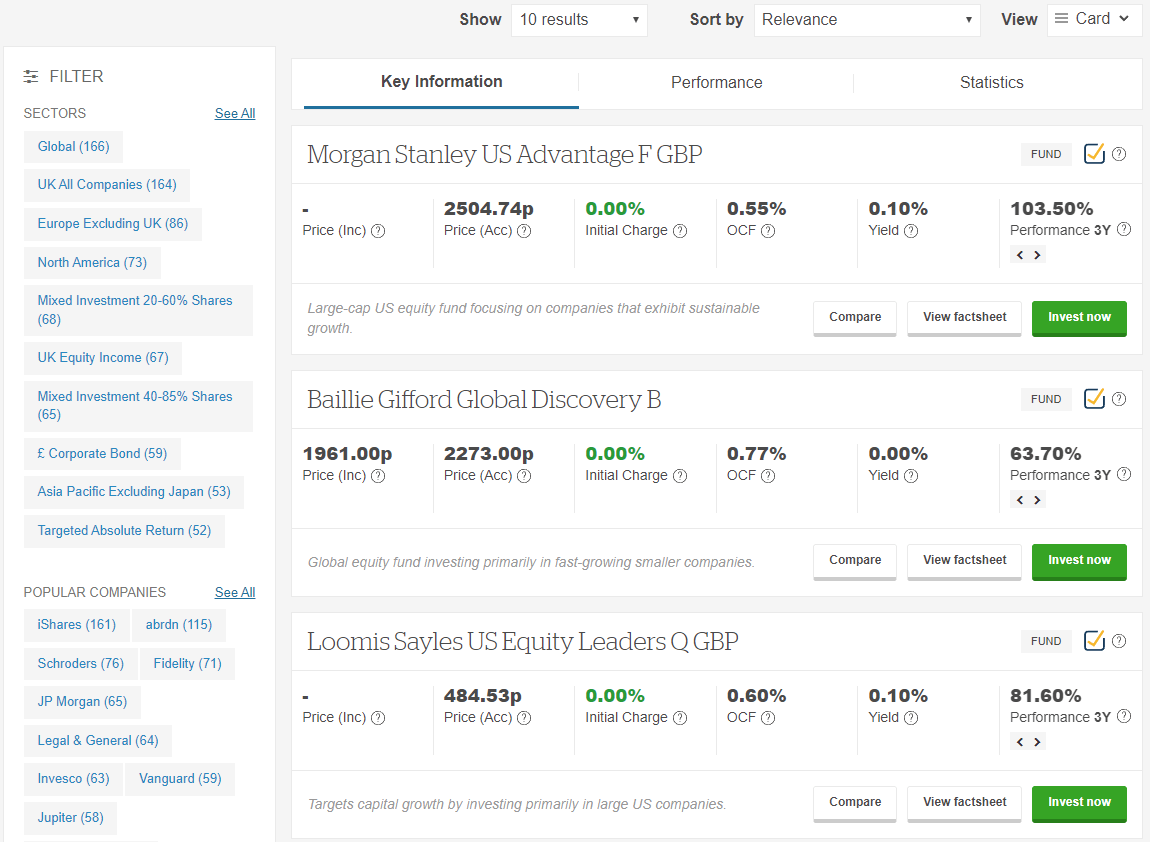 Show 10 results Sort by Relevance View Card
FILTER
SECTORS See All
Global (166)
UK All Companies (164)
Europe Excluding UK (86)
North America (73)
Mixed Investment 20-60% Shares
(68)
UK Equity Income (67)
Mixed Investment 40-85% Shares
(65)
£ Corporate Bond (59)
Asia Pacific Excluding Japan (53)
Targeted Absolute Return (52)
POPULAR COMPANIES See All
iShares (161) abrdn (115)
Schroders (76) Fidelity (71)
JP Morgan (65)
Legal & General (64)
Invesco (63) Vanguard (59)
Jupiter (58)
Key Information Performance Statistics
Morgan Stanley US Advantage F GBP FUND ?
- 2504.74p 0.00% 0.55% 0.10% 103.50%
Price (Inc) ? Price (Acc) ? Initial Charge ? OCF ? Yield ? Performance 3Y ?
< >
Large-cap US equity fund focusing on companies that exhibit sustainable
growth.
Compare View factsheet Invest now
Baillie Gifford Global Discovery B FUND ?
1961.00p 2273.00p 0.00% 0.77% 0.00% 63.70%
Price (Inc) ? Price (Acc) ? Initial Charge ? OCF ? Yield ? Performance 3Y ?
< >
Global equity fund investing primarily in fast-growing smaller companies.
Compare View factsheet Invest now
Loomis Sayles US Equity Leaders Q GBP FUND ?
- 484.53p 0.00% 0.60% 0.10% 81.60%
Price (Inc) ? Price (Acc) ? Initial Charge ? OCF ? Yield ? Performance 3Y ?
< >
Targets capital growth by investing primarily in large US companies.
Compare View factsheet Invest now